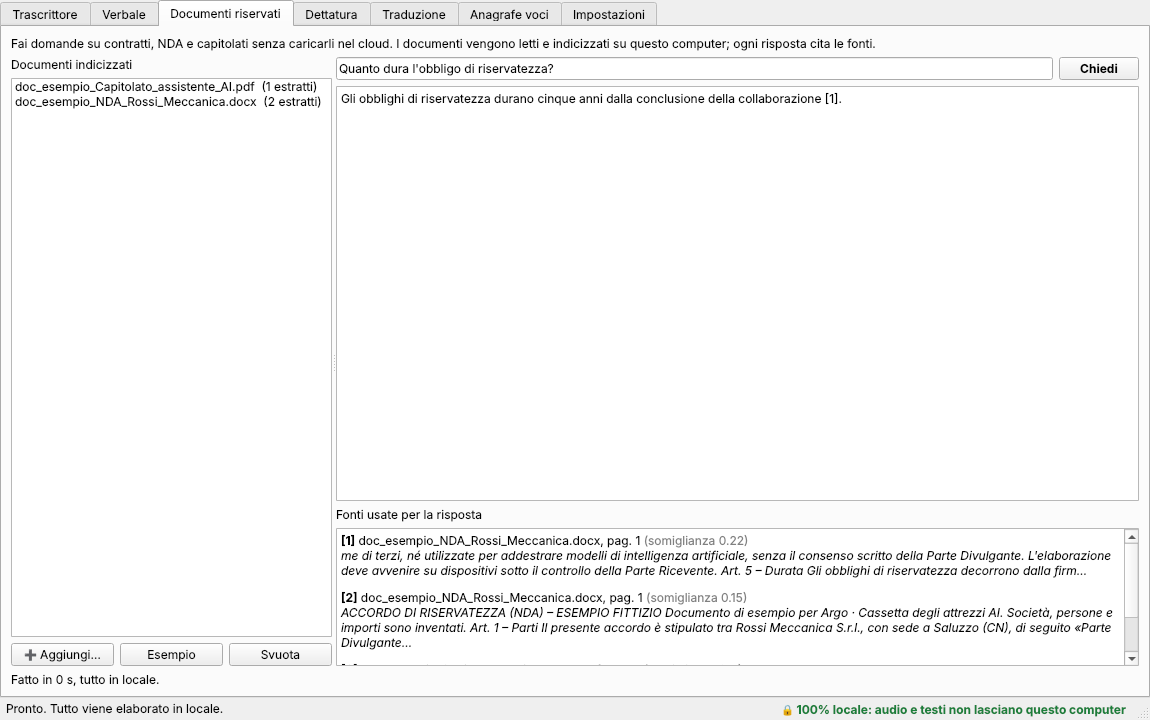 Trascrittore
Verbale
Documenti riservati
Dettatura
Traduzione
Anagrafe voci
Impostazioni
Fai domande su contratti, NDA e capitolati senza caricarli nel cloud. I documenti vengono letti e indicizzati su questo computer; ogni risposta cita le fonti.
Documenti indicizzati
doc_esempio_Capitolato_assistente_AI.pdf (1 estratti)
doc_esempio_NDA_Rossi_Meccanica.docx (2 estratti)
Quanto dura l'obbligo di riservatezza?
Chiedi
Gli obblighi di riservatezza durano cinque anni dalla conclusione della collaborazione [1].
Fonti usate per la risposta
[1] doc_esempio_NDA_Rossi_Meccanica.docx, pag. 1 (somiglianza 0.22)
me di terzi, né utilizzate per addestrare modelli di intelligenza artificiale, senza il consenso scritto della Parte Divulgante. L'elaborazione
deve avvenire su dispositivi sotto il controllo della Parte Ricevente. Art. 5 – Durata Gli obblighi di riservatezza decorrono dalla firm...
[2] doc_esempio_NDA_Rossi_Meccanica.docx, pag. 1 (somiglianza 0.15)
ACCORDO DI RISERVATEZZA (NDA) – ESEMPIO FITTIZIO Documento di esempio per Argo · Cassetta degli attrezzi AI. Società, persone e
importi sono inventati. Art. 1 – Parti Il presente accordo è stipulato tra Rossi Meccanica S.r.l., con sede a Saluzzo (CN), di seguito «Parte
Divulgante...
Aggiungi...
Esempio
Svuota
Fatto in 0 s, tutto in locale.
Pronto. Tutto viene elaborato in locale.
100% locale: audio e testi non lasciano questo computer